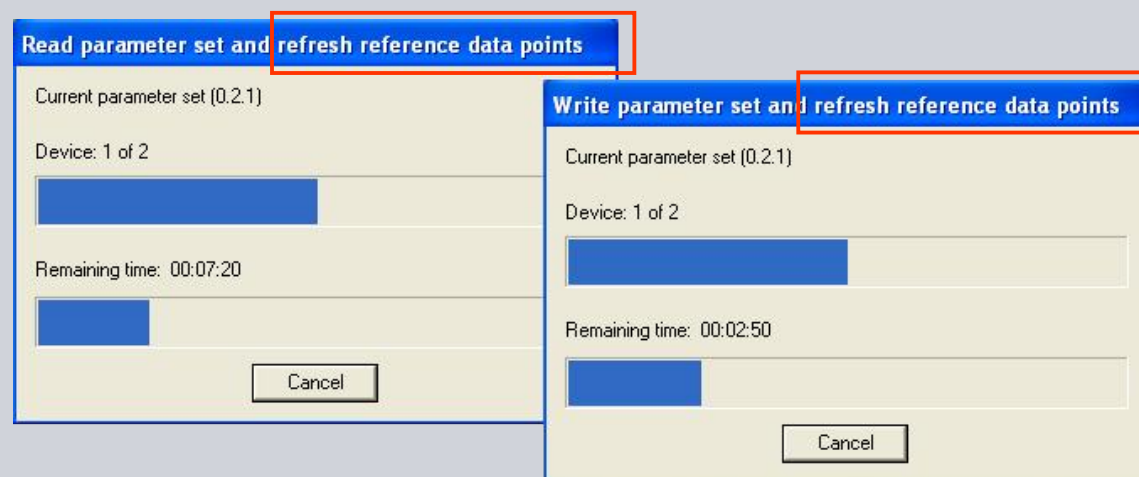 Read parameter set and refresh reference data points
Current parameter set (0.2.1)
Device: 1 of 2
Remaining time: 00:07:20
Cancel
Write parameter set and refresh reference data points
Current parameter set (0.2.1)
Device: 1 of 2
Remaining time: 00:02:50
Cancel